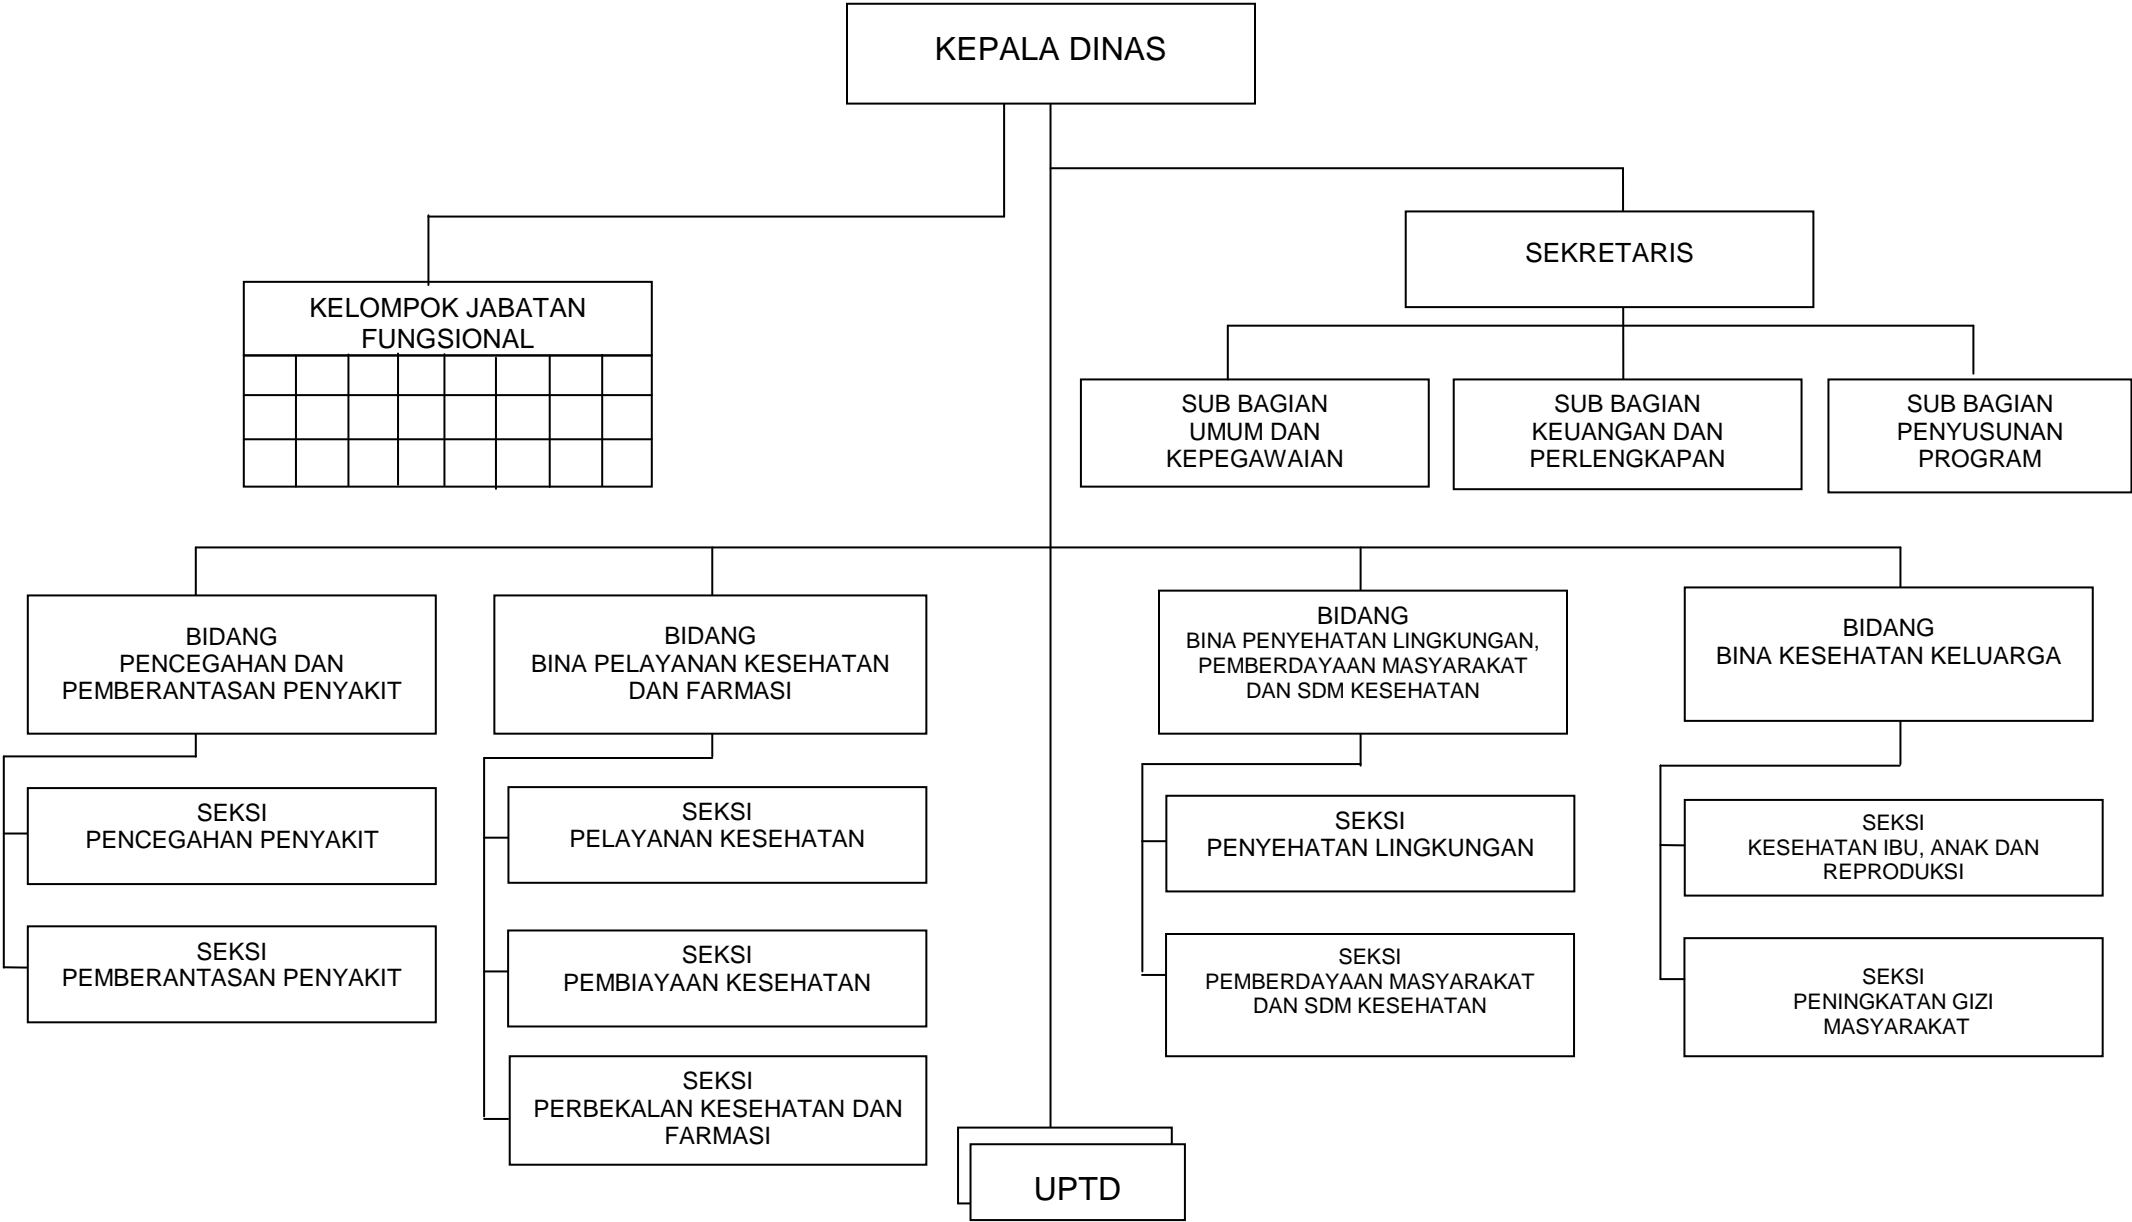 KEPALA DINAS
SEKRETARIS
KELOMPOK JABATAN
FUNGSIONAL
SUB BAGIAN
UMUM DAN
KEPEGAWAIAN
SUB BAGIAN
KEUANGAN DAN
PERLENGKAPAN
SUB BAGIAN
PENYUSUNAN
PROGRAM
BIDANG
PENCEGAHAN DAN
PEMBERANTASAN PENYAKIT
BIDANG
BINA PELAYANAN KESEHATAN
DAN FARMASI
BIDANG
BINA PENYEHATAN LINGKUNGAN,
PEMBERDAYAAN MASYARAKAT
DAN SDM KESEHATAN
BIDANG
BINA KESEHATAN KELUARGA
SEKSI
PENCEGAHAN PENYAKIT
SEKSI
PELAYANAN KESEHATAN
SEKSI
PENYEHATAN LINGKUNGAN
SEKSI
KESEHATAN IBU, ANAK DAN
REPRODUKSI
SEKSI
PEMBERANTASAN PENYAKIT
SEKSI
PEMBIAYAAN KESEHATAN
SEKSI
PEMBERDAYAAN MASYARAKAT
DAN SDM KESEHATAN
SEKSI
PENINGKATAN GIZI
MASYARAKAT
SEKSI
PERBEKALAN KESEHATAN DAN
FARMASI
UPTD